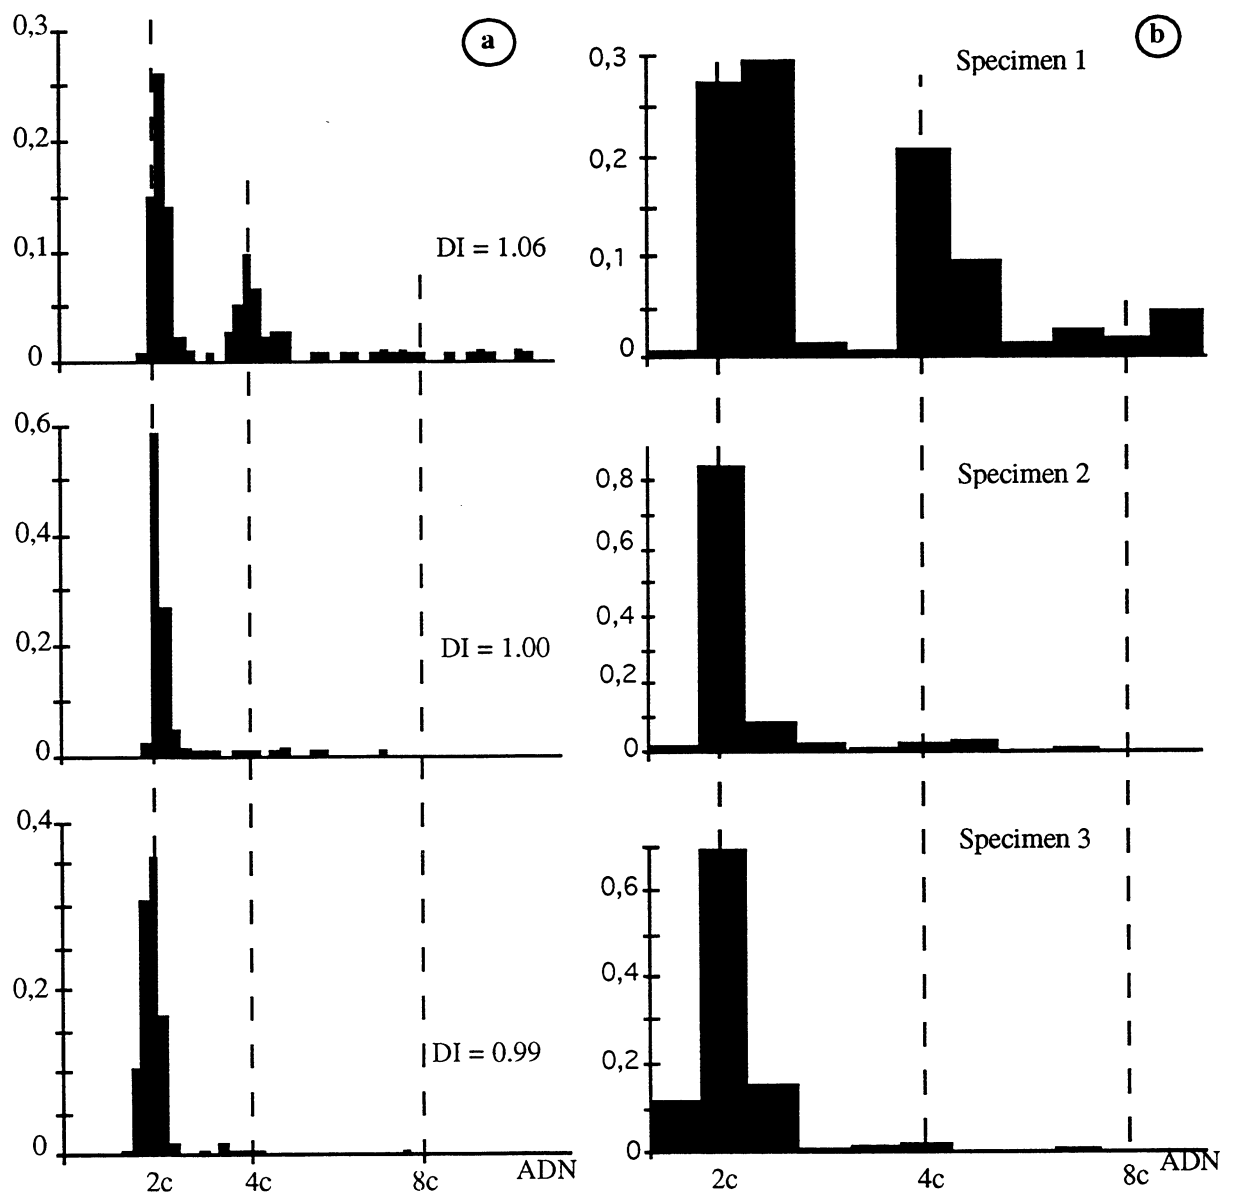 a
0,3
0,2
0,1
0
DI = 1.06
0,6
0,4
0,2
0
DI = 1.00
0,4
0,2
0
DI = 0.99
2c 4c 8c ADN
b
Specimen 1
0,3
0,2
0,1
0
Specimen 2
0,8
0,6
0,4
0,2
0
Specimen 3
0,6
0,4
0,2
0
2c 4c 8c ADN